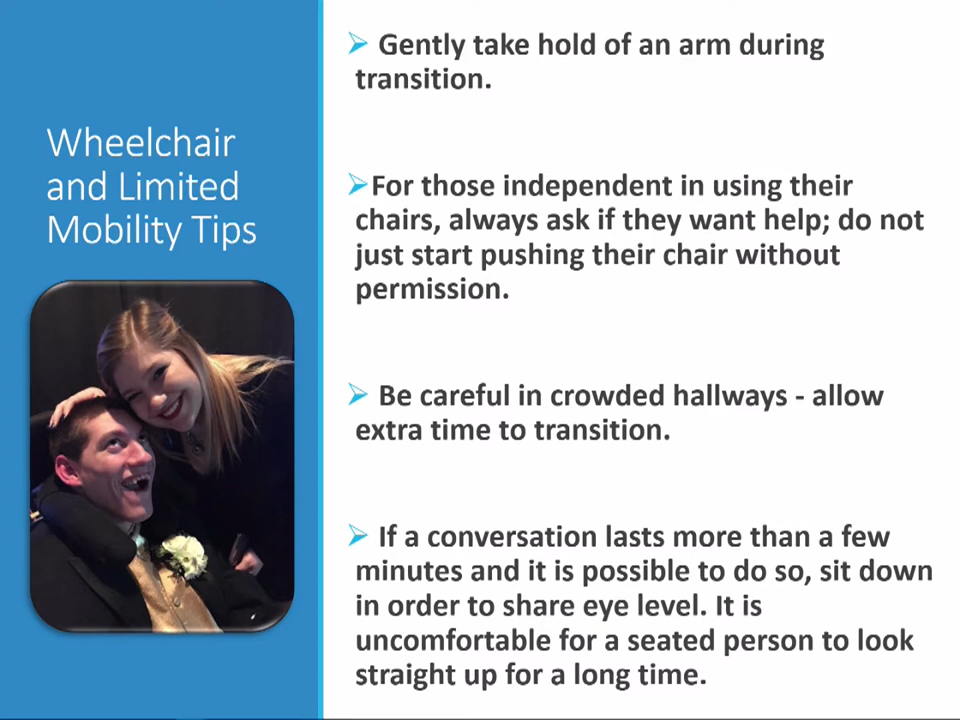 Wheelchair
and Limited
Mobility Tips
➢ Gently take hold of an arm during
transition.
➢For those independent in using their
chairs, always ask if they want help; do not
just start pushing their chair without
permission.
➢ Be careful in crowded hallways - allow
extra time to transition.
➢ If a conversation lasts more than a few
minutes and it is possible to do so, sit down
in order to share eye level. It is
uncomfortable for a seated person to look
straight up for a long time.